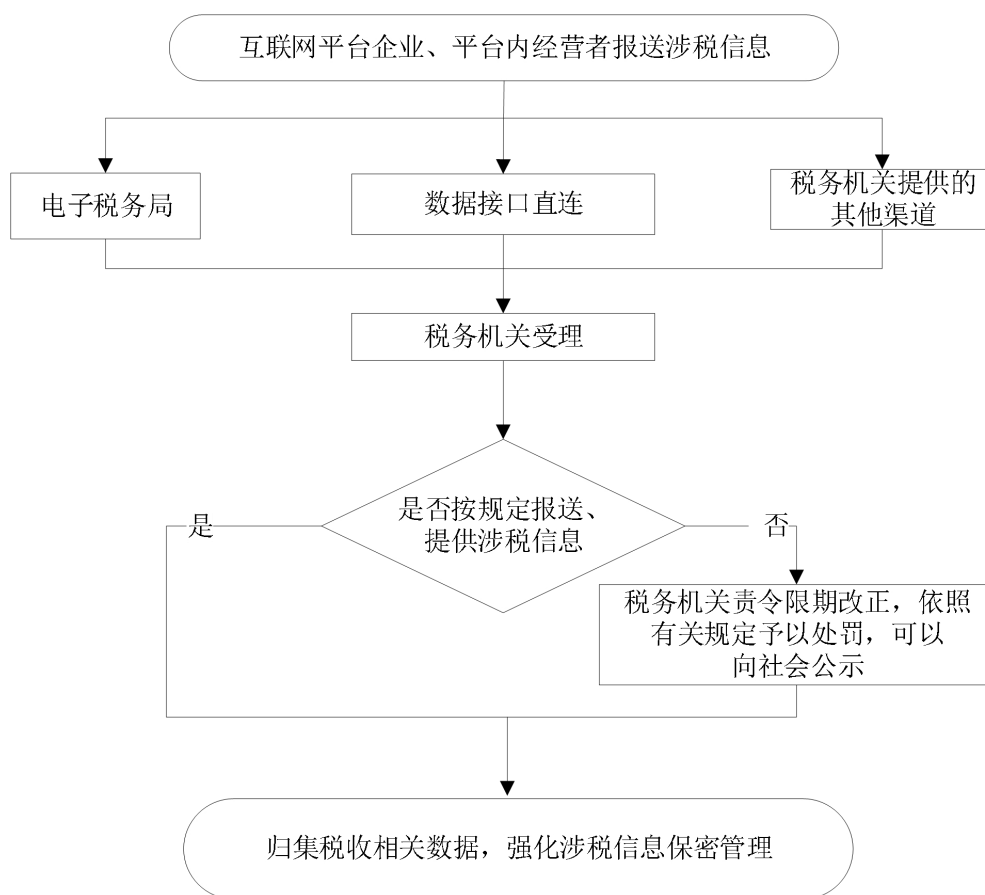 互联网平台企业、平台内经营者报送涉税信息
电子税务局
数据接口直连
税务机关提供的
其他渠道
税务机关受理
是否按规定报送、
提供涉税信息
是
否
税务机关责令限期改正，依照
有关规定予以处罚，可以
向社会公示
归集税收相关数据，强化涉税信息保密管理